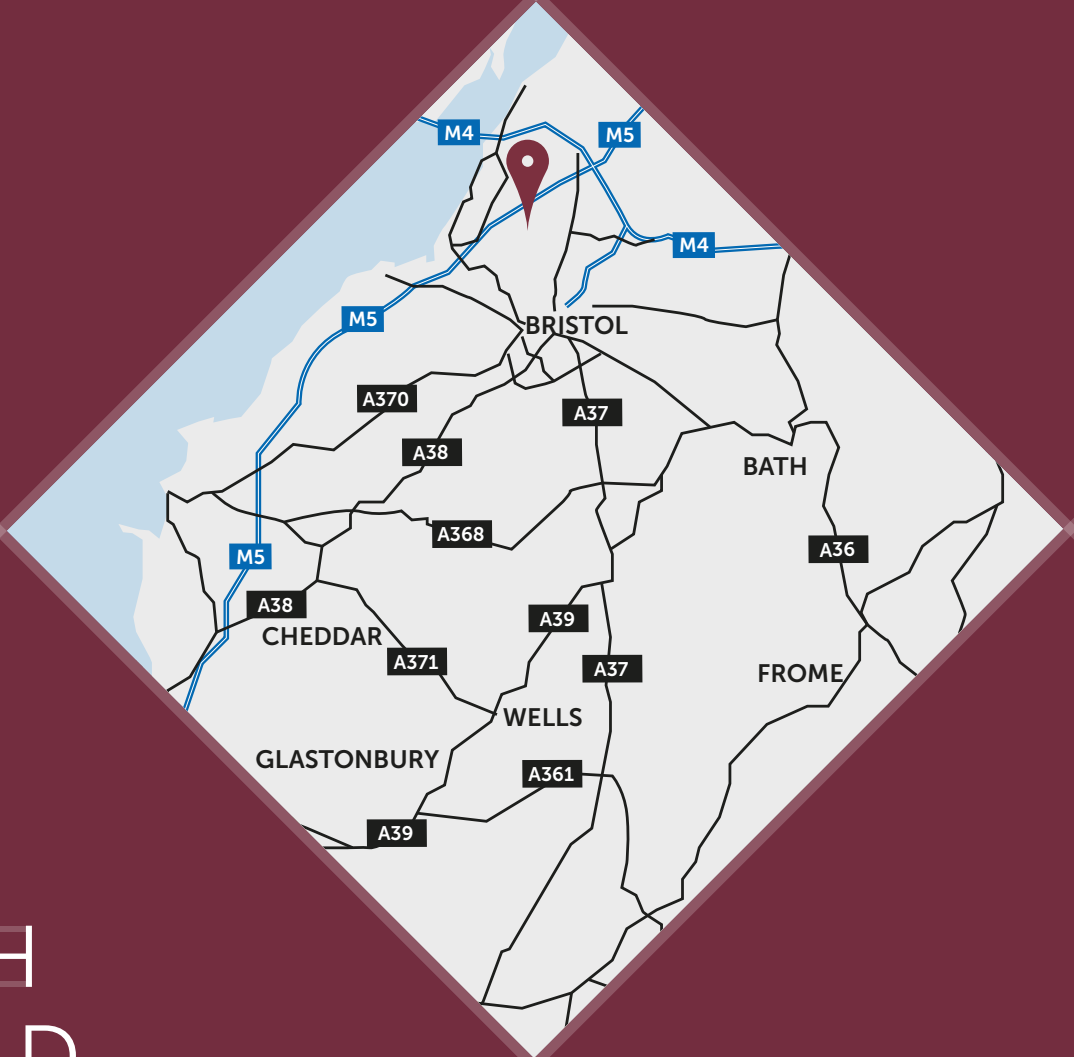 M4
M5
M4
M5
BRISTOL
A370
A37
A38
BATH
A368
A36
M5
A38
A39
CHEDDAR
A371
A37
FROME
WELLS
GLASTONBURY
A361
A39
H
D